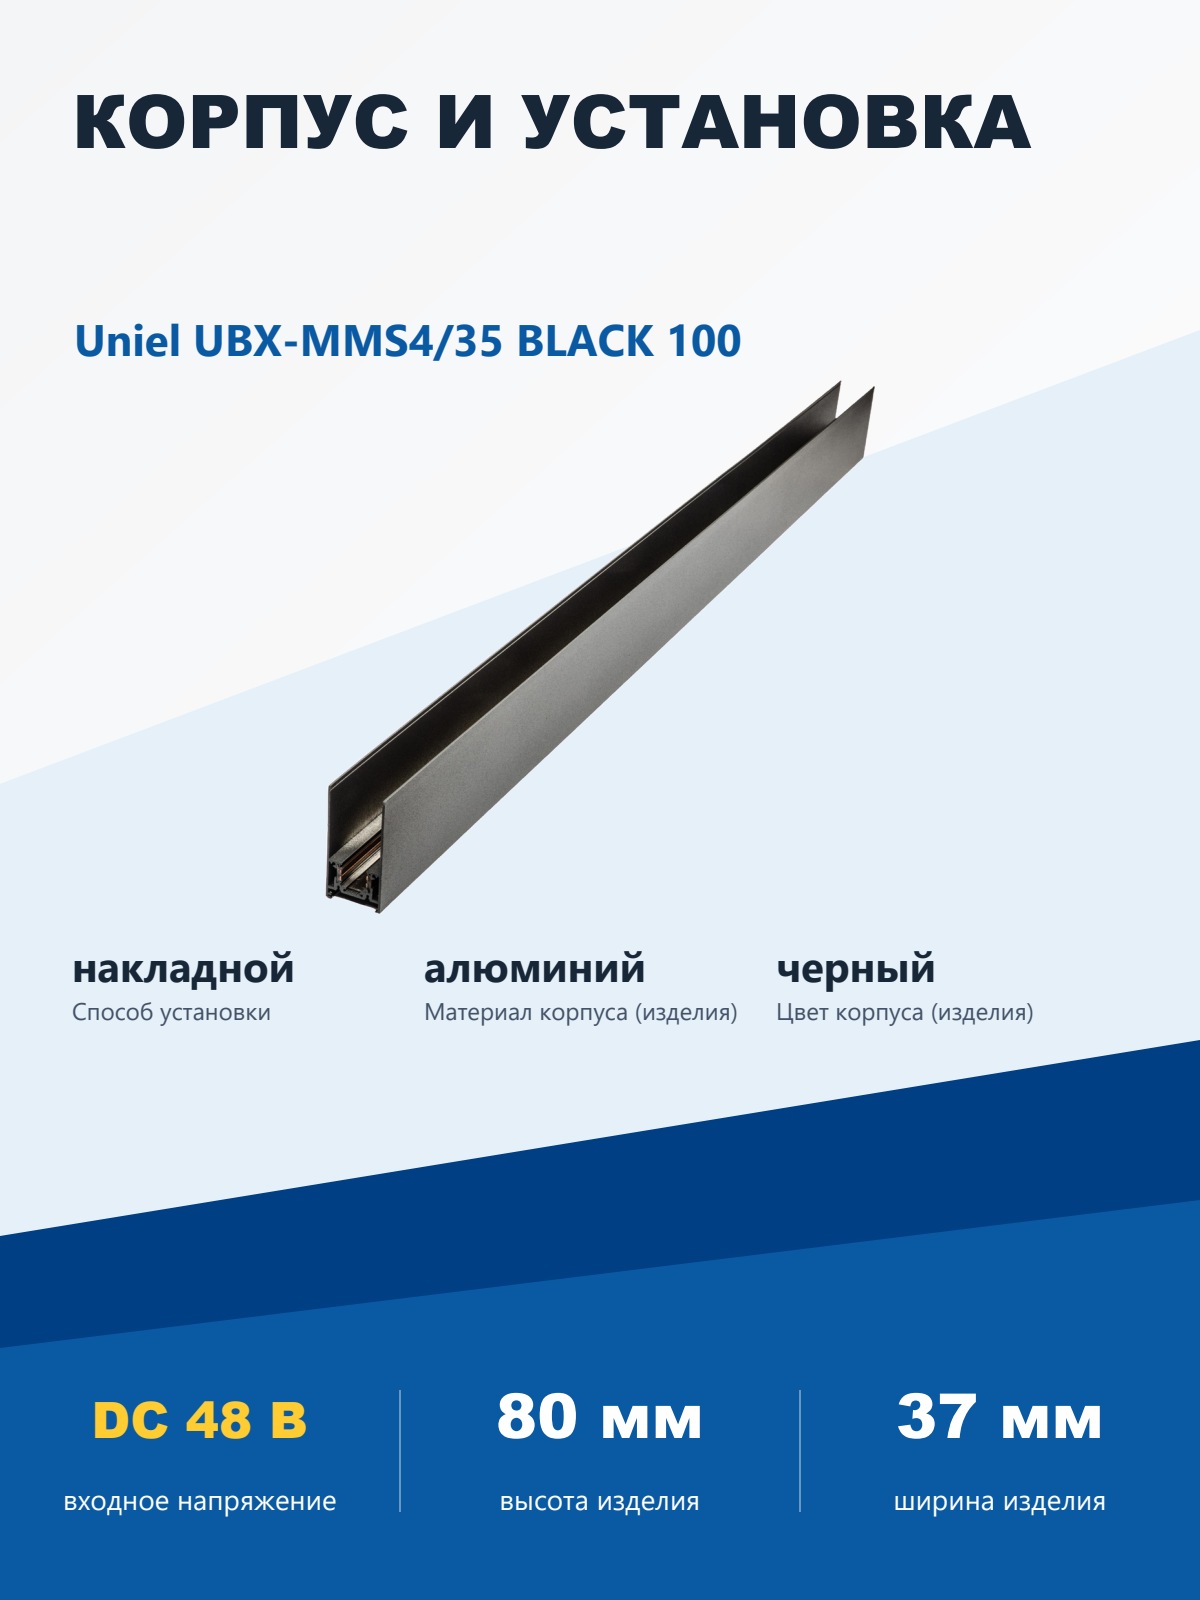 КОРПУС И УСТАНОВКА
Uniel UBX-MMS4/35 BLACK 100
накладной
Способ установки
алюминий
Материал корпуса (изделия)
черный
Цвет корпуса (изделия)
DC 48 В
входное напряжение
80 мм
высота изделия
37 мм
ширина изделия